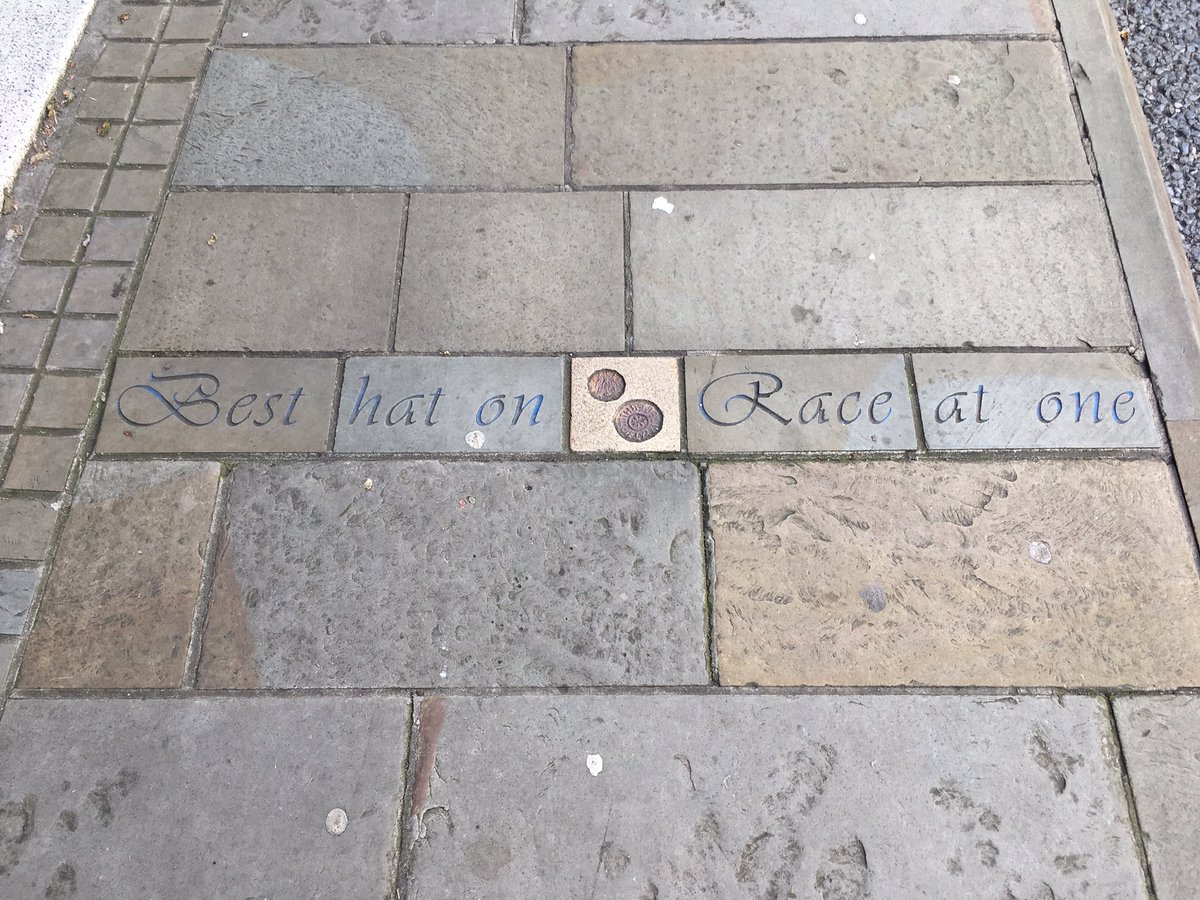 Best hat on Race at one